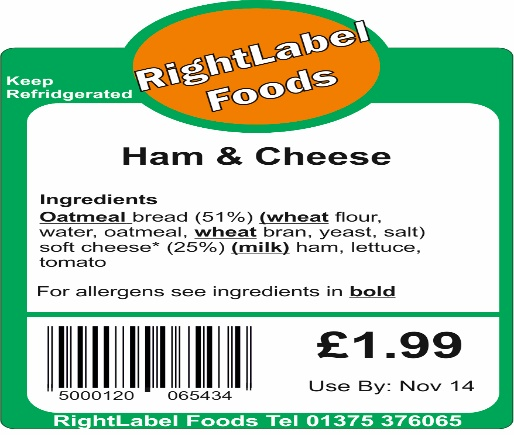 RightLabel
Foods
Keep
Refridgerated
Ham & Cheese
Ingredients
Oatmeal bread (51%) (wheat flour,
water, oatmeal, wheat bran, yeast, salt)
soft cheese* (25%) (milk) ham, lettuce,
tomato
For allergens see ingredients in bold
5000120 065434
£1.99
Use By: Nov 14
RightLabel Foods Tel 01375 376065